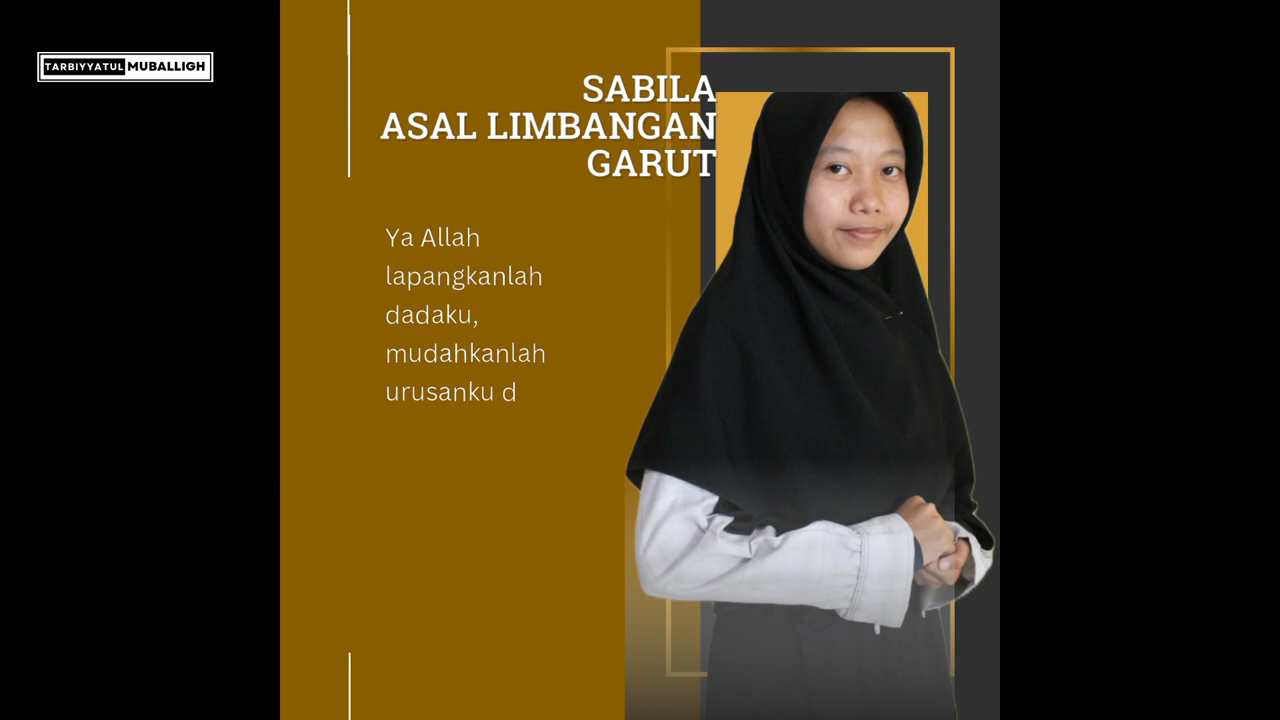 TARBIYYATUL MUBALLIGH
SABILA
ASAL LIMBANGAN
GARUT
Ya Allah
lapangkanlah
dadaku,
mudahkanlah
urusanku d